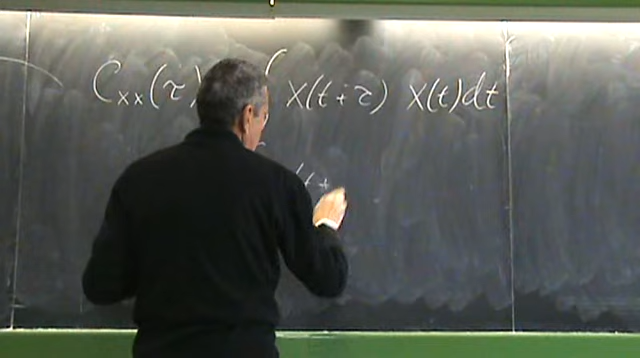 Cxx(τ) ∫ x(t+τ) x(t)dt
(t+